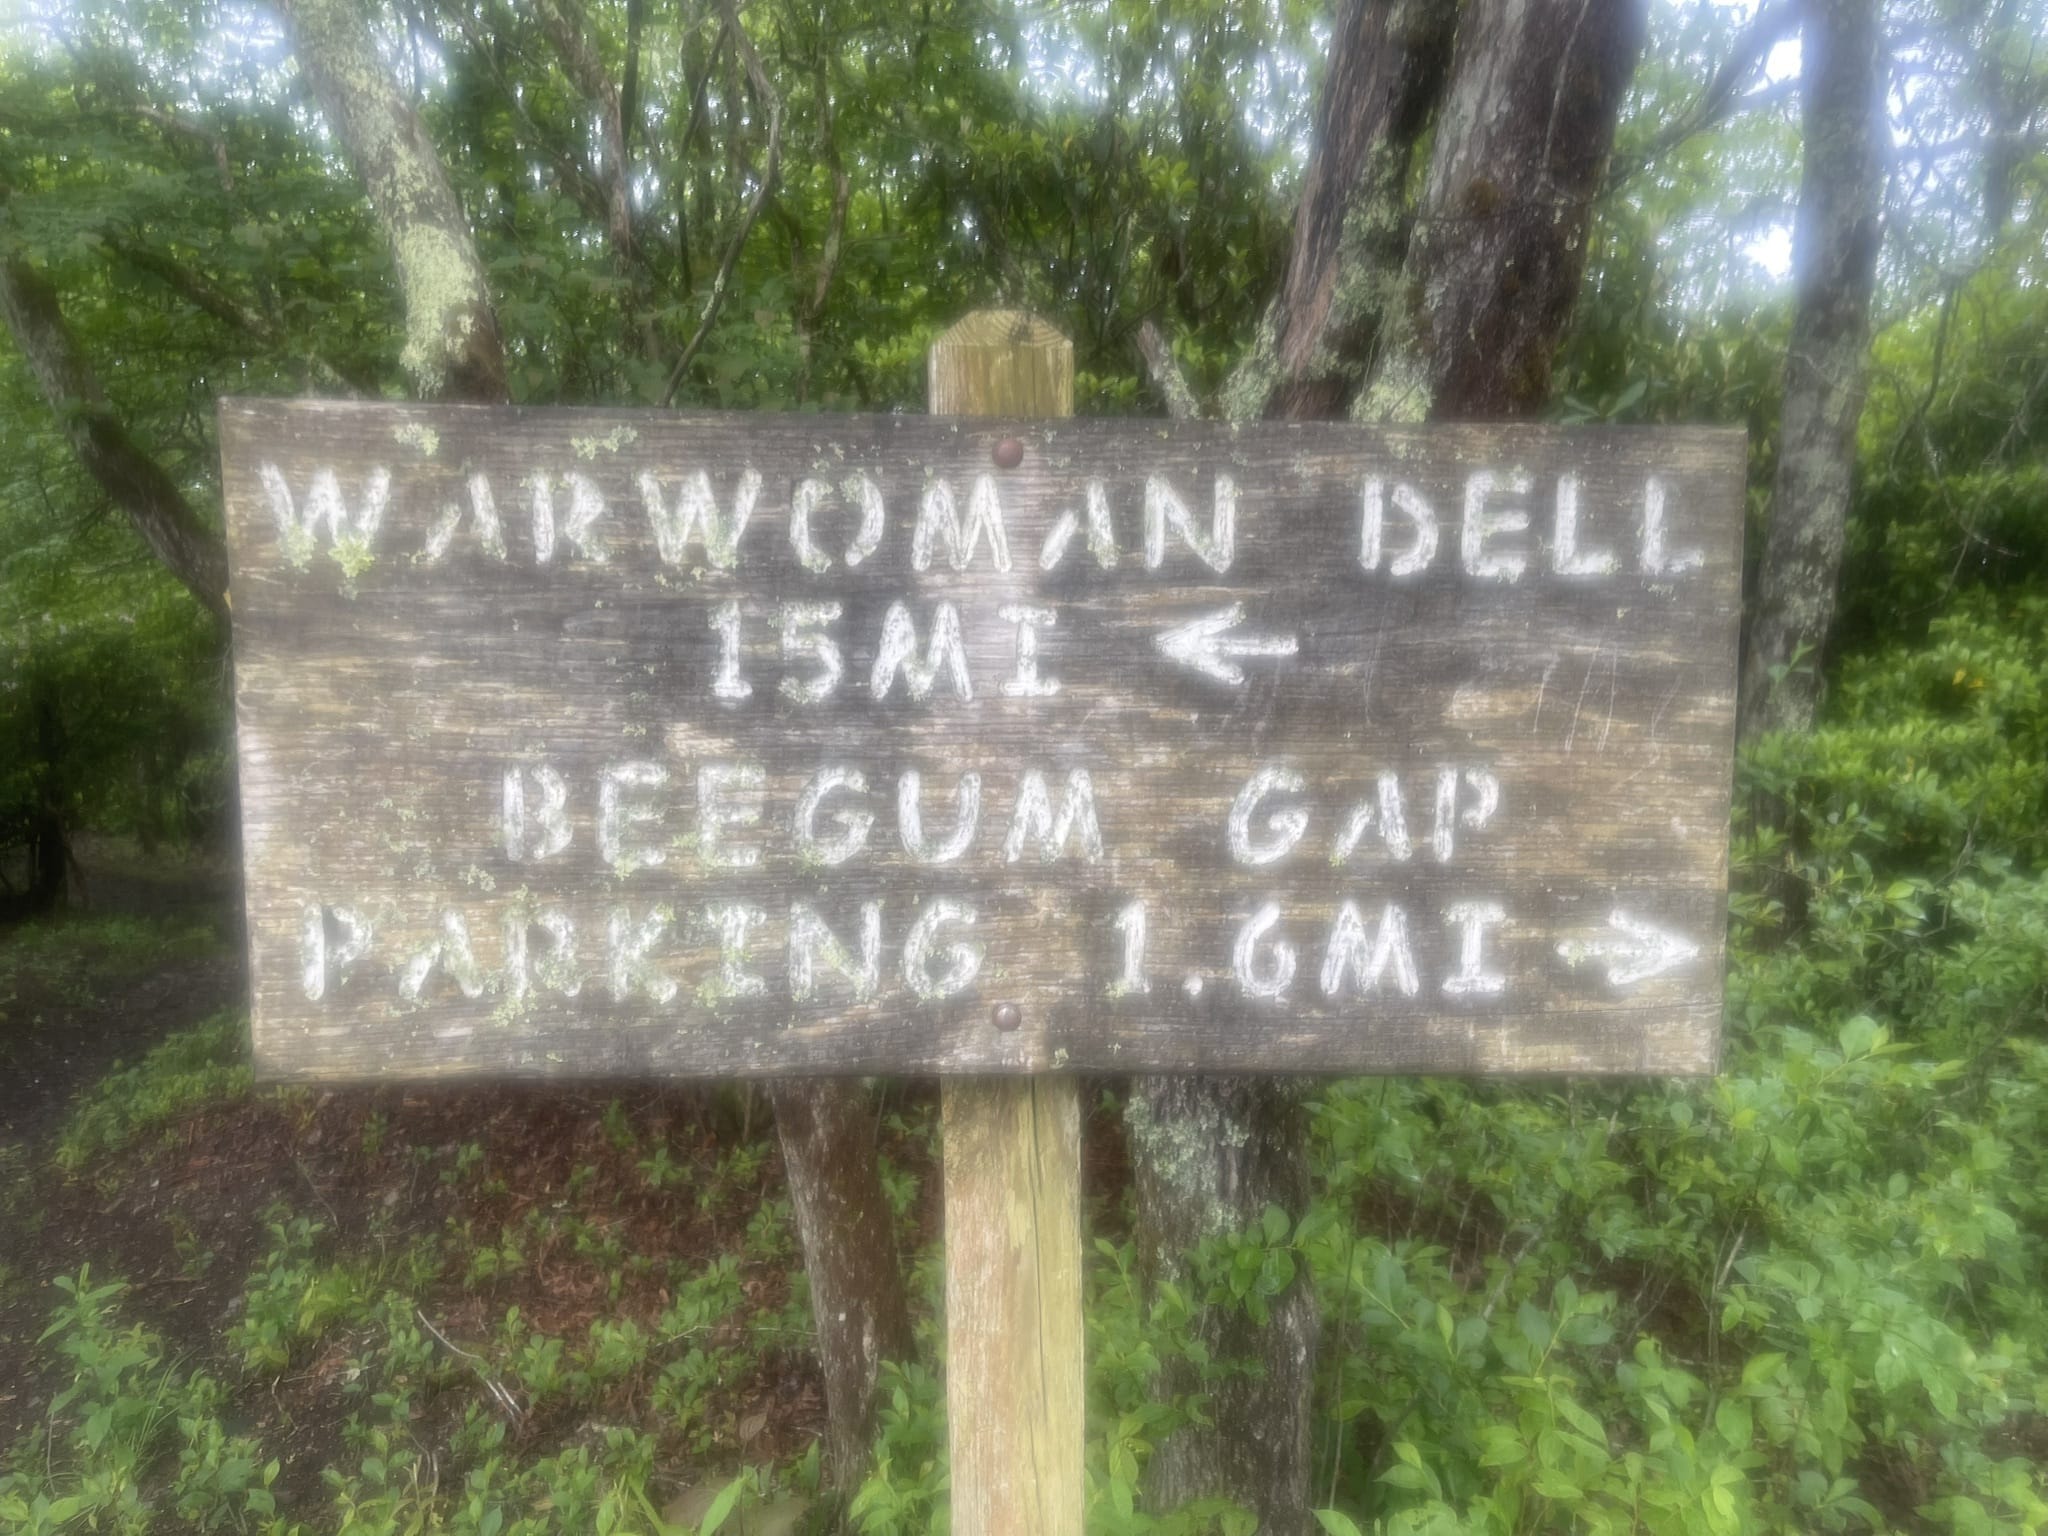 WARWOMAN DELL
15MI ←
BEEGUM GAP
PARKING 1.6MI →